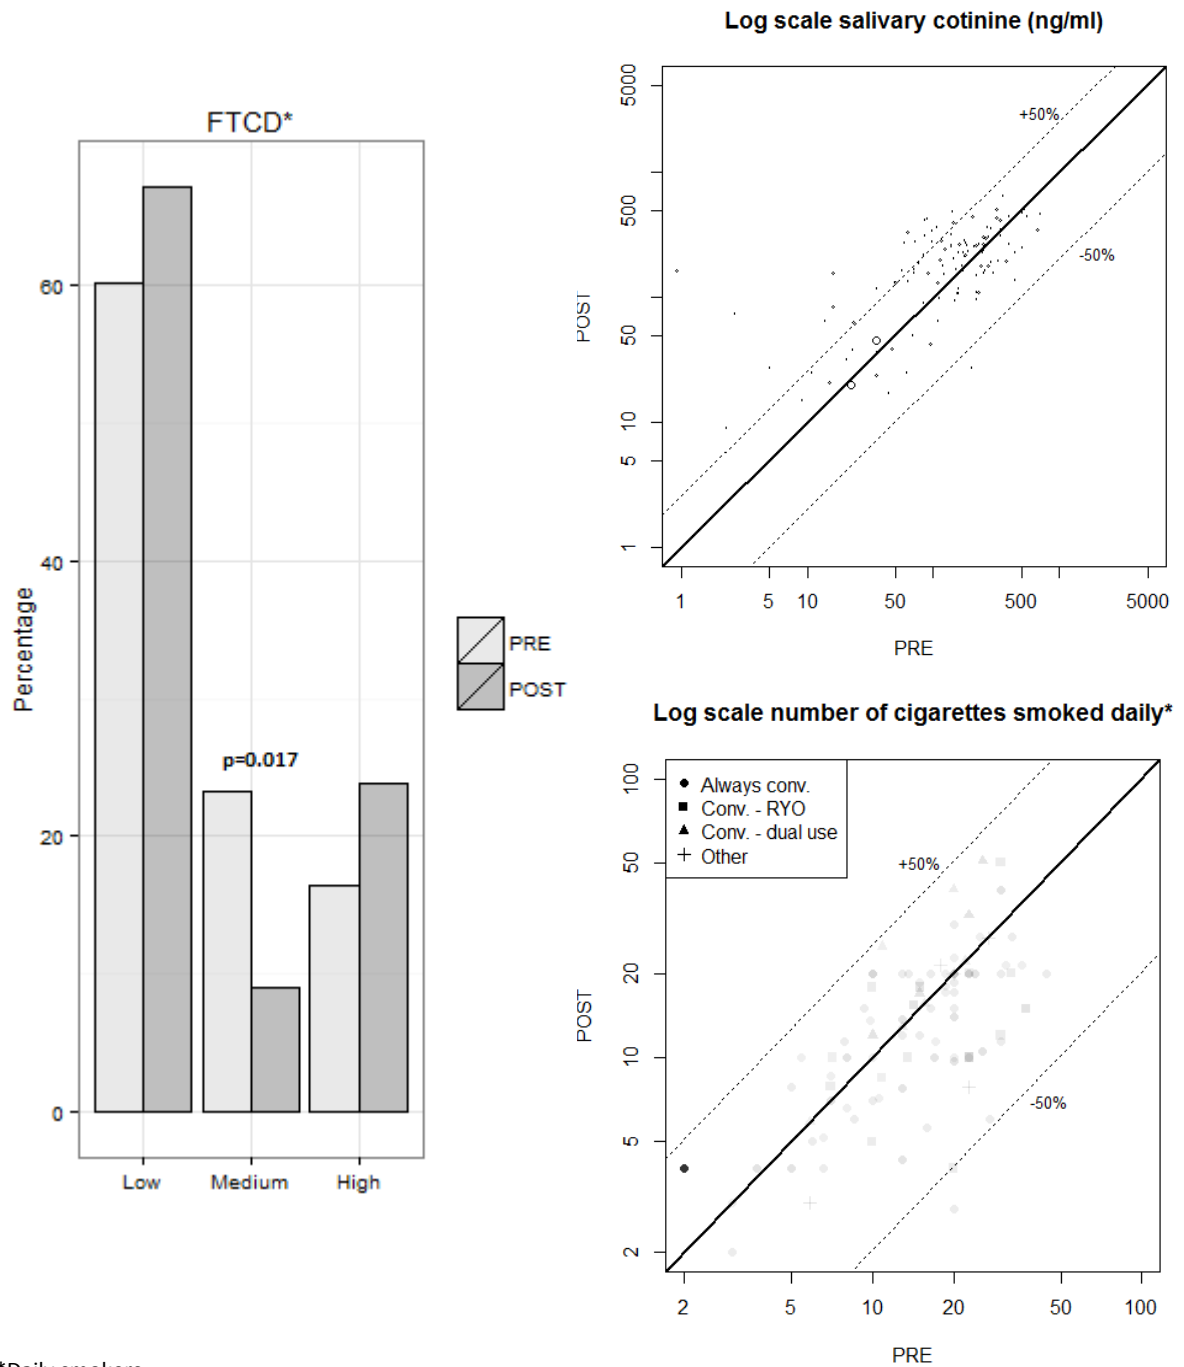 FTCD*
Percentage
60
40
20
0
Low Medium High
p=0.017
PRE
POST
Log scale salivary cotinine (ng/ml)
POST
5000
500
50
10
5
1
+50%
-50%
1 5 10 50 500 5000
PRE
Log scale number of cigarettes smoked daily*
Always conv.
Conv. - RYO
Conv. - dual use
Other
POST
100
50
20
10
5
2
+50%
-50%
2 5 10 20 50 100
PRE
*Daily smokers